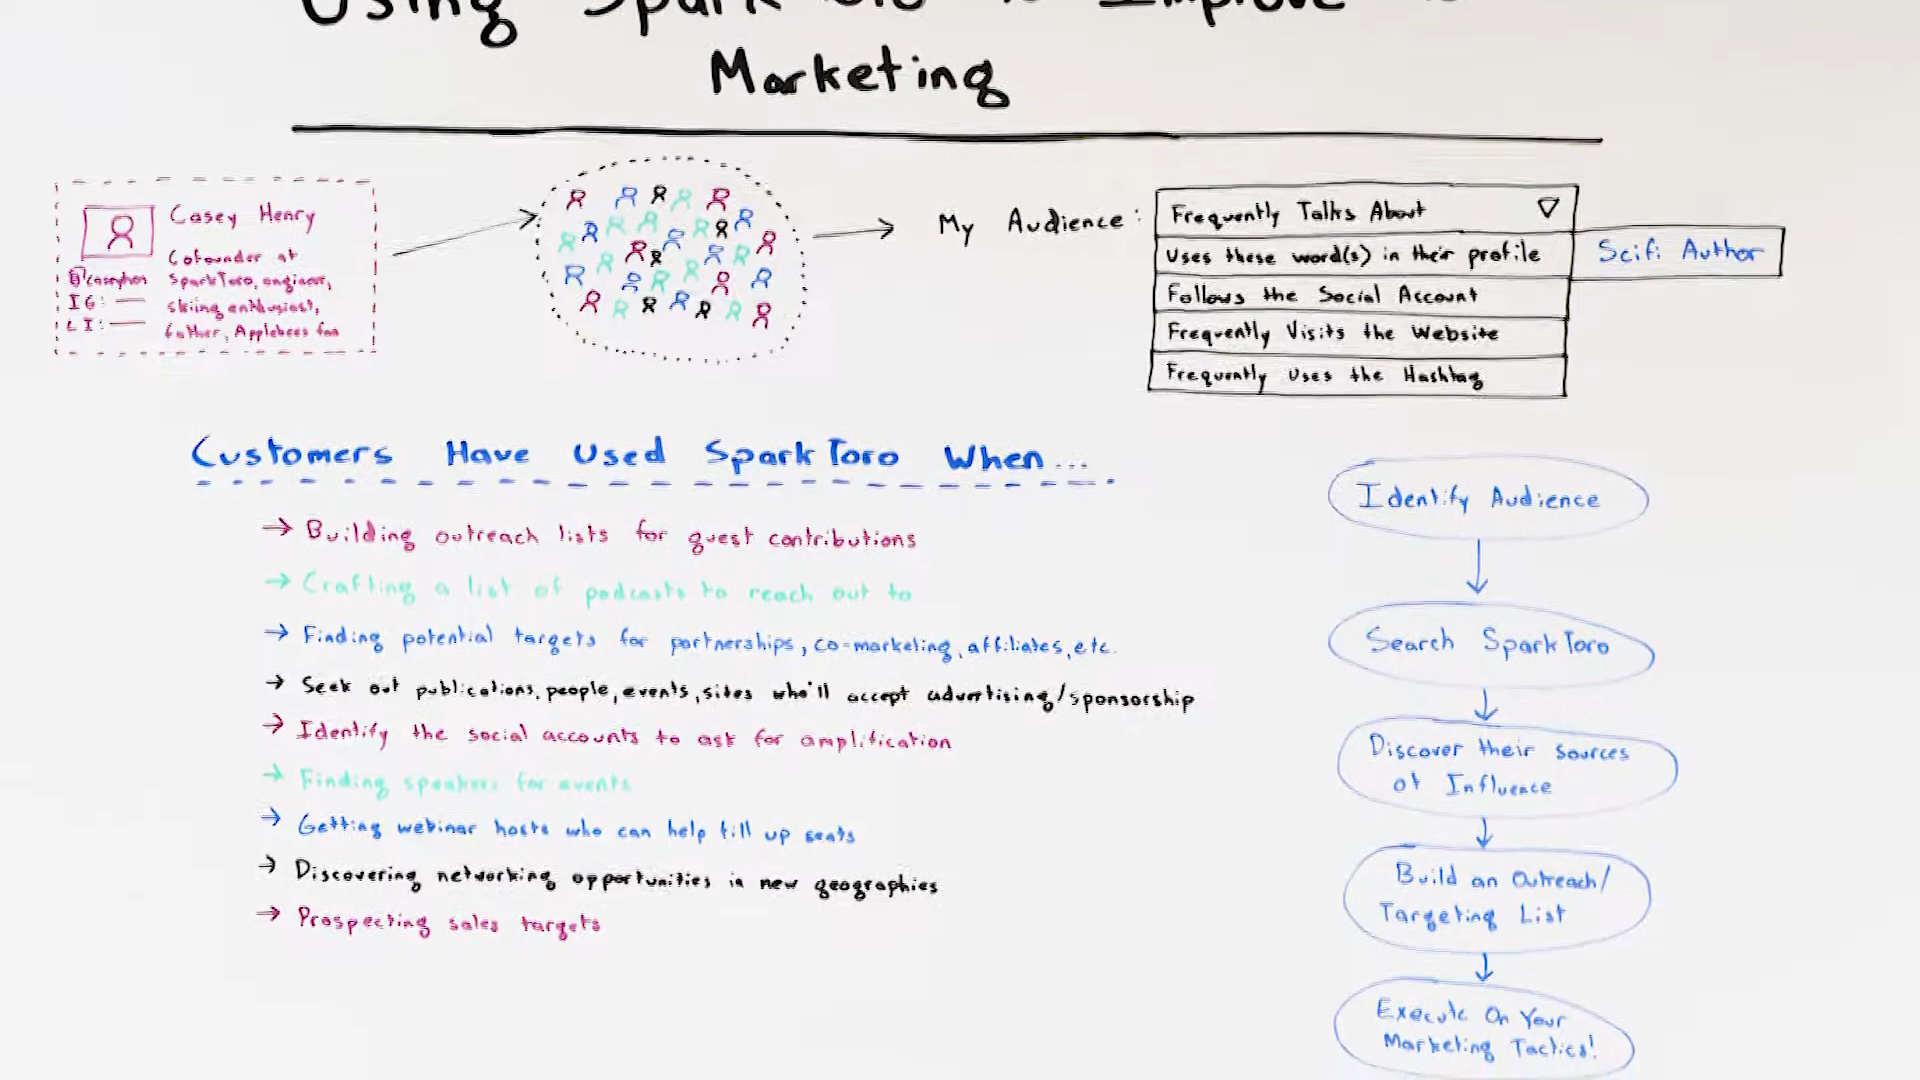 Using SparkToro to Improve
Marketing
Casey Henry
Cofounder at
SparkToro, engineer,
skiing enthusiast,
father, Applebees fan
@caseyhen
IG:
LI:
My Audience:
Frequently Talks About
Uses these word(s) in their profile
Follows the Social Account
Frequently Visits the Website
Frequently Uses the Hashtag
Scifi Author
Customers Have Used SparkToro When...
→ Building outreach lists for guest contributions
→ Crafting a list of podcasts to reach out to
→ Finding potential targets for partnerships, co-marketing, affiliates, etc.
→ Seek out publications, people, events, sites who'll accept advertising/sponsorship
→ Identify the social accounts to ask for amplification
→ Finding speakers for events
→ Getting webinar hosts who can help fill up seats
→ Discovering networking opportunities in new geographies
→ Prospecting sales targets
Identify Audience
Search SparkToro
Discover their sources
of Influence
Build an Outreach/
Targeting List
Execute On Your
Marketing Tactics!